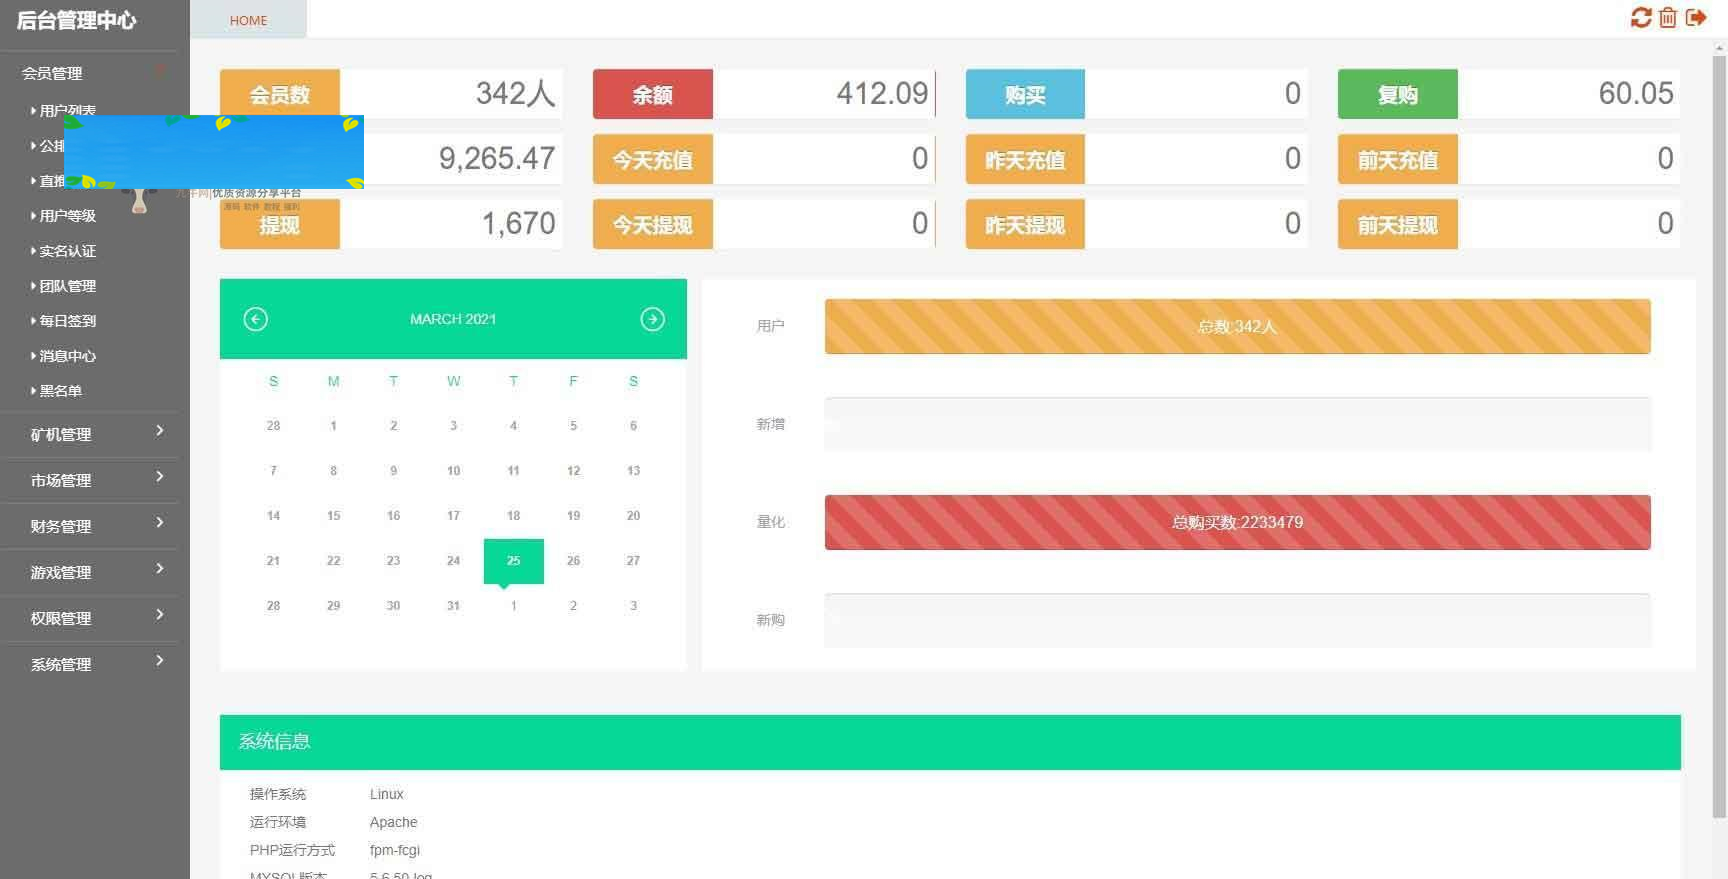 后台管理中心
HOME
会员管理
用户列表
公排
直推
用户等级
实名认证
团队管理
每日签到
消息中心
黑名单
矿机管理
市场管理
财务管理
游戏管理
权限管理
系统管理
会员数 342人 余额 412.09 购买 0 复购 60.05
9,265.47 今天充值 0 昨天充值 0 前天充值 0
牛网|优质资源分享平台
源码 软件 教程 福利
提现 1,670 今天提现 0 昨天提现 0 前天提现 0
MARCH 2021
S M T W T F S
28 1 2 3 4 5 6
7 8 9 10 11 12 13
14 15 16 17 18 19 20
21 22 23 24 25 26 27
28 29 30 31 1 2 3
用户 总数:342人
新增
量化 总购买数:2233479
新购
系统信息
操作系统 Linux
运行环境 Apache
PHP运行方式 fpm-fcgi
MYSQL版本 5.6.50-log